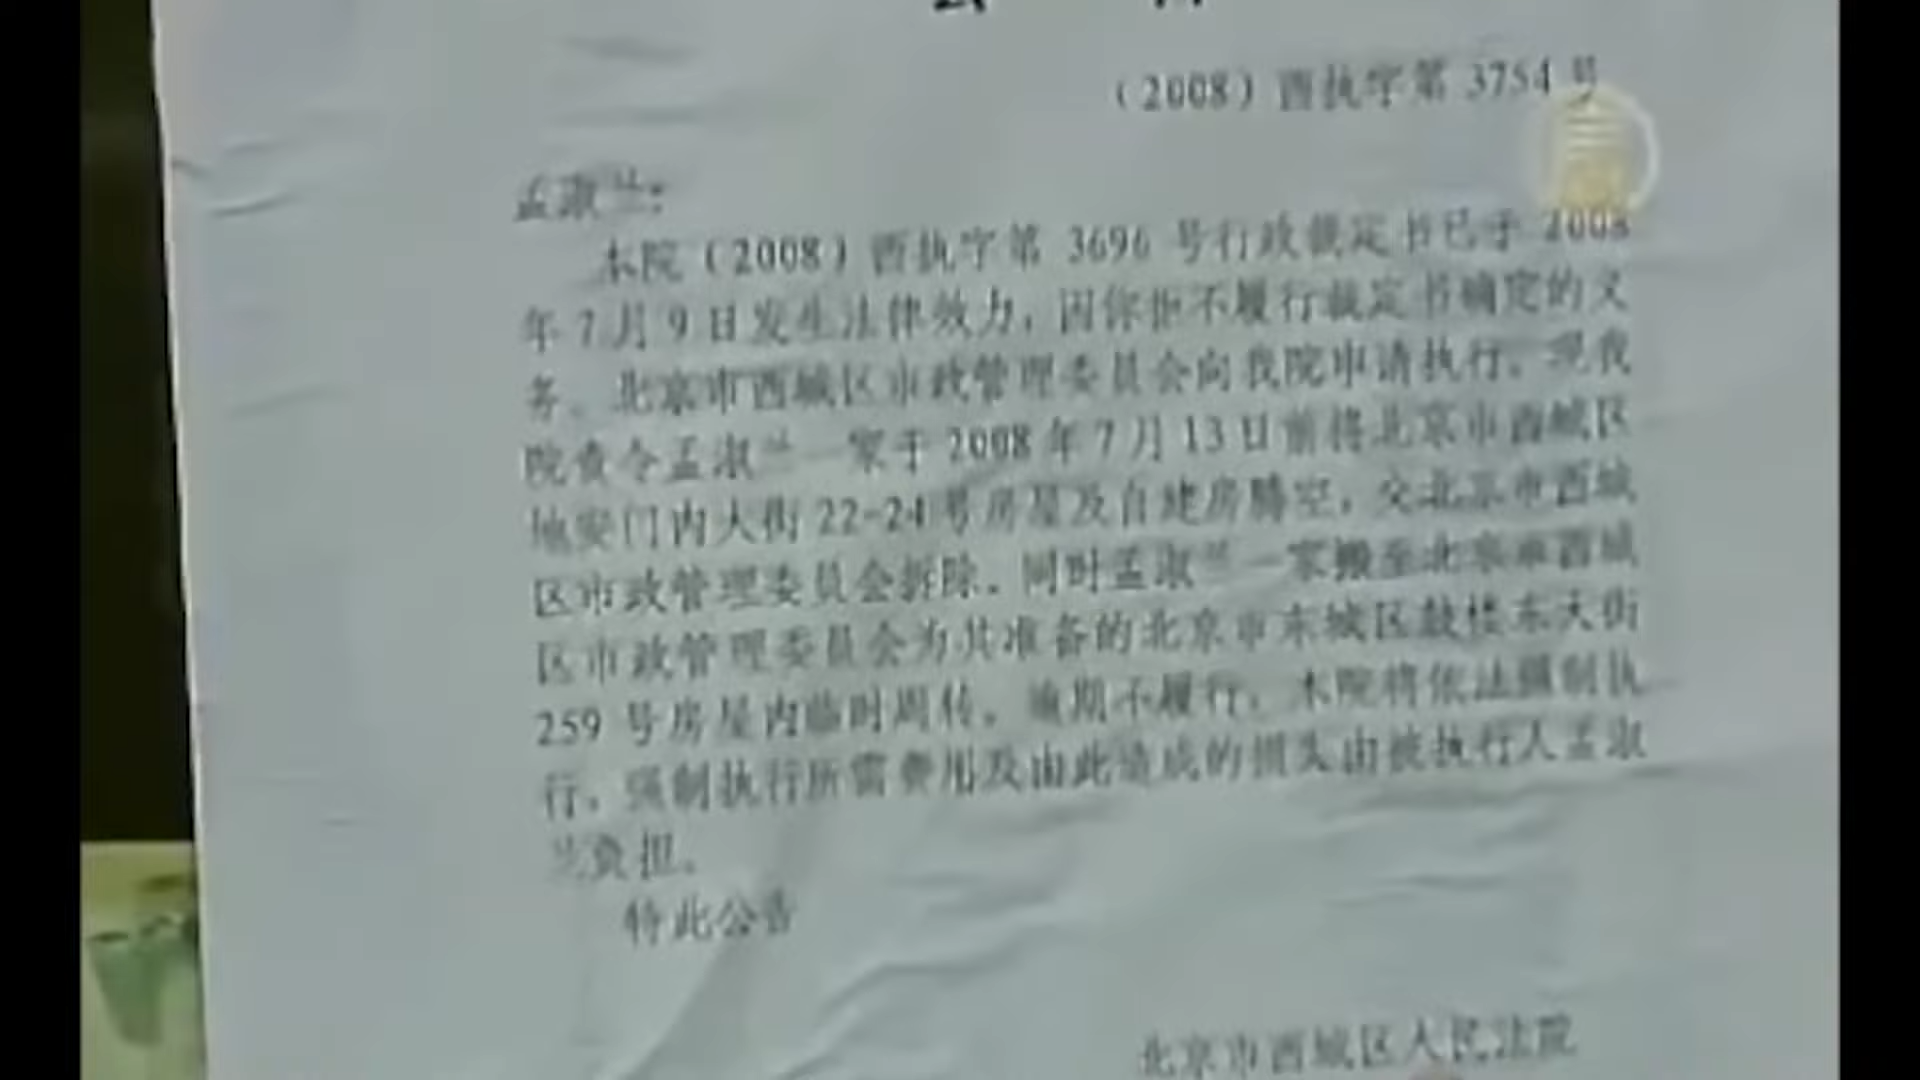 （2008）西执字第 3754 号
孟淑兰：
本院（2008）西执字第 3696 号行政裁定书已于 2008
年 7 月 9 日发生法律效力，因你拒不履行裁定书确定的义
务，北京市西城区市政管理委员会向我院申请执行。现我
院责令孟淑兰一家于 2008 年 7 月 13 日前将北京市西城区
地安门内大街 22-24 号房屋及自建房腾空，交北京市西城
区市政管理委员会拆除。同时孟淑兰一家搬至北京市西城
区市政管理委员会为其准备的北京市东城区鼓楼东大街
259 号房屋内临时周转。逾期不履行，本院将依法强制执
行，强制执行所需费用及由此造成的损失由被执行人孟淑
兰负担。
特此公告
北京市西城区人民法院